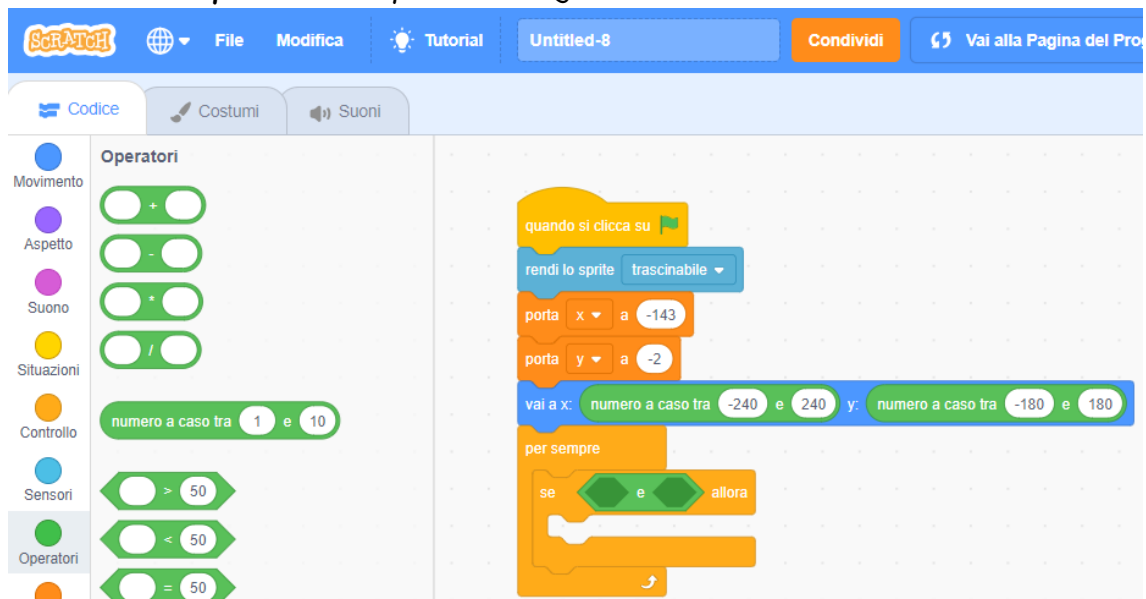 SCRATCH File Modifica Tutorial Untitled-8 Condividi Vai alla Pagina del Pro
Codice Costumi Suoni
Movimento
Aspetto
Suono
Situazioni
Controllo
Sensori
Operatori
Operatori
+
-
*
/
numero a caso tra 1 e 10
> 50
< 50
= 50
quando si clicca su
rendi lo sprite trascinabile
porta x a -143
porta y a -2
vai a x: numero a caso tra -240 e 240 y: numero a caso tra -180 e 180
per sempre
se e allora